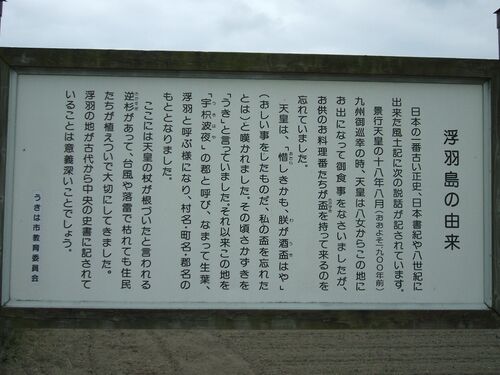 浮羽島の由来
日本の一番古い正史、日本書紀や八世紀に
出来た風土記に次の説話が記されています。
景行天皇の十八年八月(おおよそ一九〇〇年前)
九州御巡幸の時、天皇は八女からこの地に
お出になって御食事をなさいましたが、
お供のお料理番たちが盃を持って来るのを
忘れていました。
天皇は、「惜しきかも、朕が酒盃はや」
(おしい事をしたものだ、私の盃を忘れた
とは)と嘆かれました。その頃さかずきを
「うき」と言っていました。それ以来この地を
「宇枳波夜」の郡と呼び、なまって生葉、
浮羽と呼ぶ様になり、村名・町名・郡名の
もととなりました。
ここには天皇の杖が根づいたと言われる
逆杉があって、台風や落雷で枯れても住民
たちが植えついで大切にしてきました。
浮羽の地が古代から中央の史書に記されて
いることは意義深いことでしょう。
うきは市教育委員会